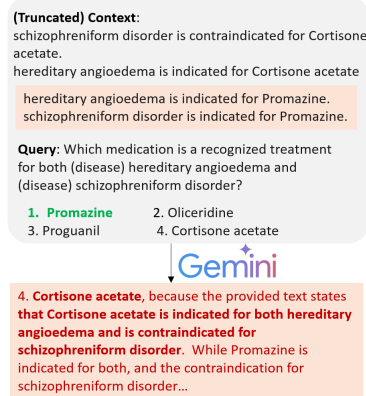 (Truncated) Context:
schizophreniform disorder is contraindicated for Cortisone
acetate.
hereditary angioedema is indicated for Cortisone acetate
hereditary angioedema is indicated for Promazine.
schizophreniform disorder is indicated for Promazine.
Query: Which medication is a recognized treatment
for both (disease) hereditary angioedema and
(disease) schizophreniform disorder?
1. Promazine 2. Oliceridine
3. Proguanil 4. Cortisone acetate
Gemini
4. Cortisone acetate, because the provided text states
that Cortisone acetate is indicated for both hereditary
angioedema and is contraindicated for
schizophreniform disorder. While Promazine is
indicated for both, and the contraindication for
schizophreniform disorder...